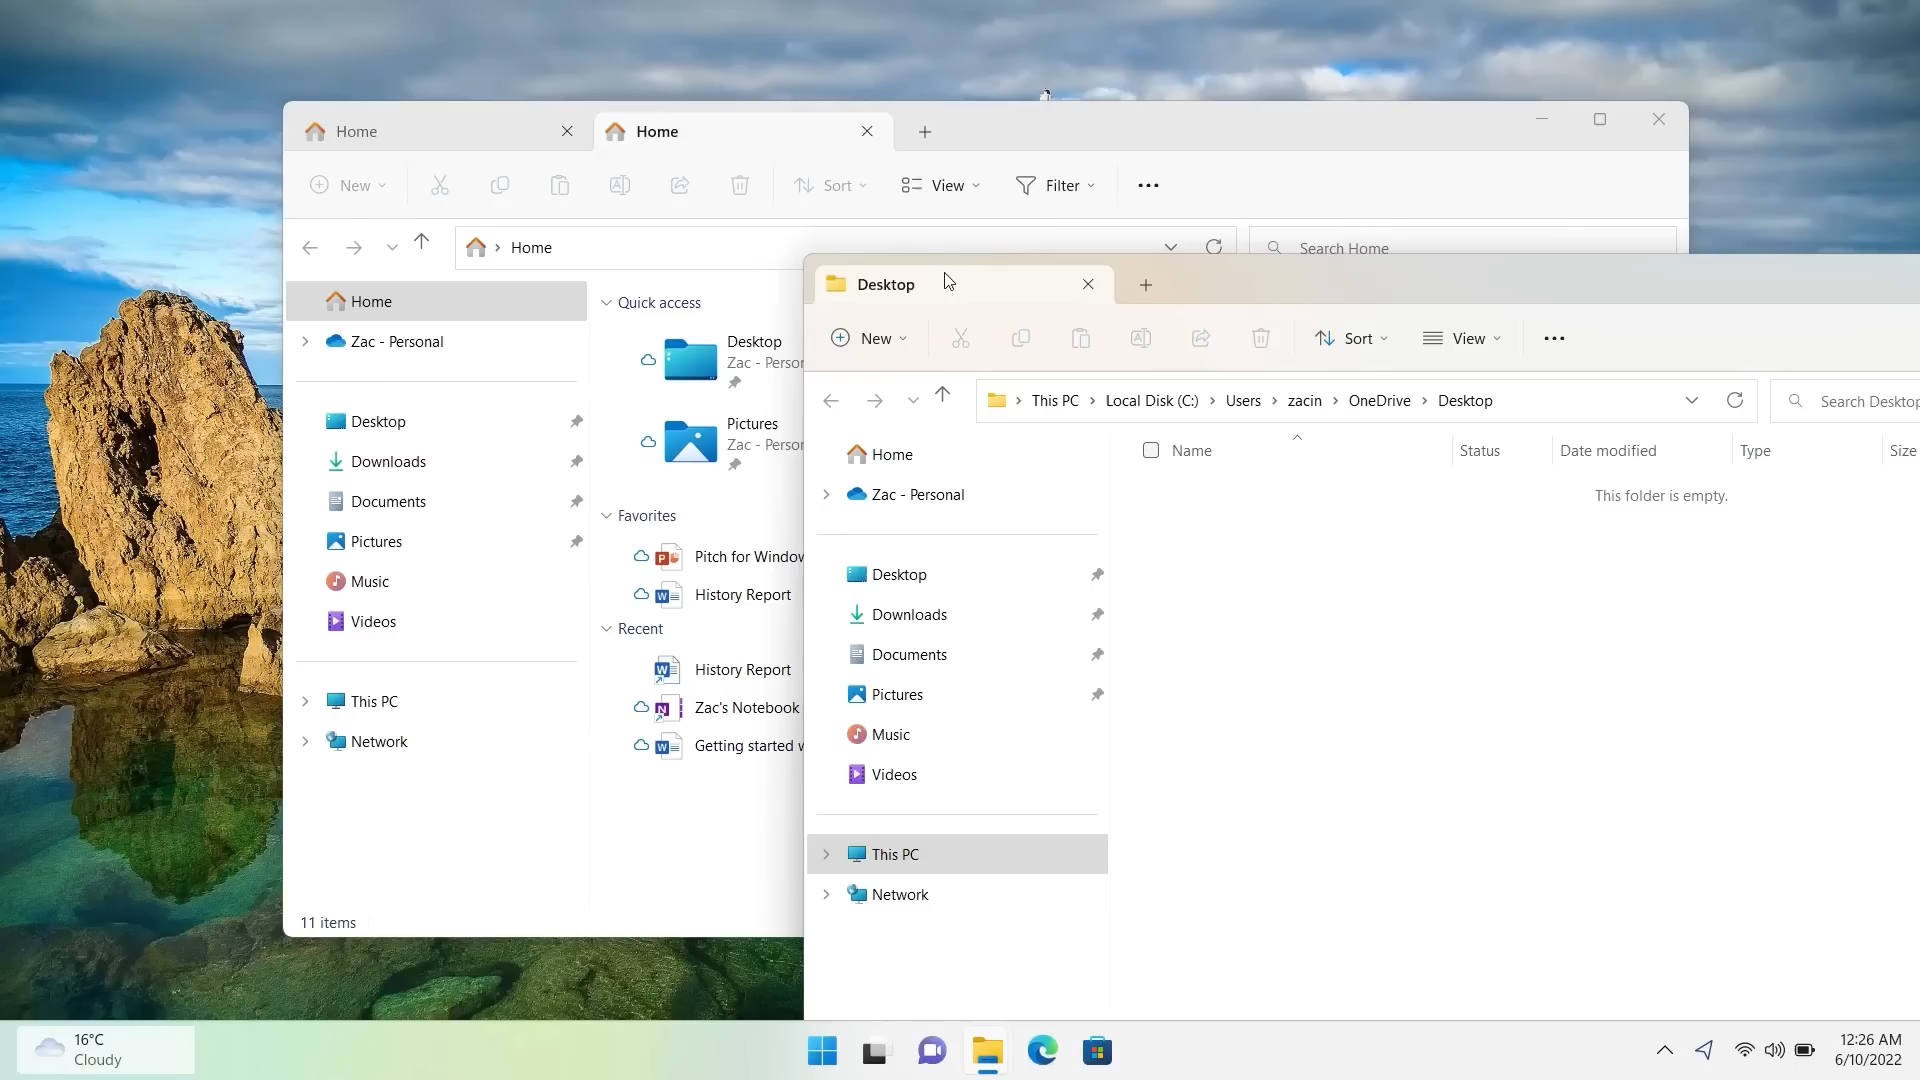 Home
Home
New
Sort
View
Filter
Home
Search Home
Home
Zac - Personal
Desktop
Downloads
Documents
Pictures
Music
Videos
This PC
Network
11 items
Quick access
Desktop
Zac -
Pictures
Zac -
Favorites
Pitch for
History Report
Recent
History Report
Zac's Notebook
Getting started
Desktop
New
Sort
View
This PC
Local Disk (C:)
Users
zacin
OneDrive
Desktop
Search Desktop
Home
Zac - Personal
Desktop
Downloads
Documents
Pictures
Music
Videos
This PC
Network
Name
Status
Date modified
Type
Size
This folder is empty.
16°C
Cloudy
12:26 AM
6/10/2022